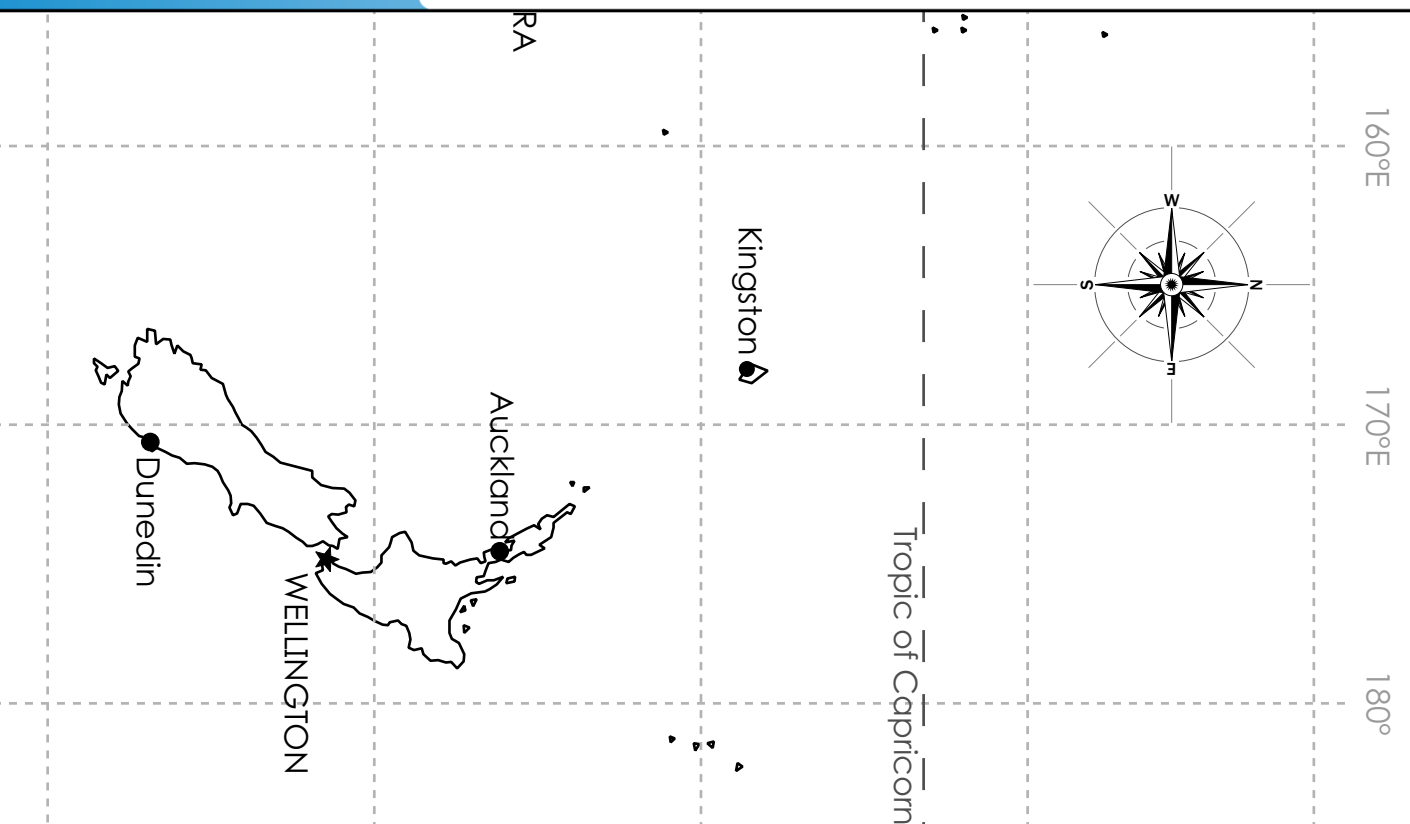 RA
160°E
W
N
S
E
Kingston
170°E
Auckland
Dunedin
Tropic of Capricorn
WELLINGTON
180°